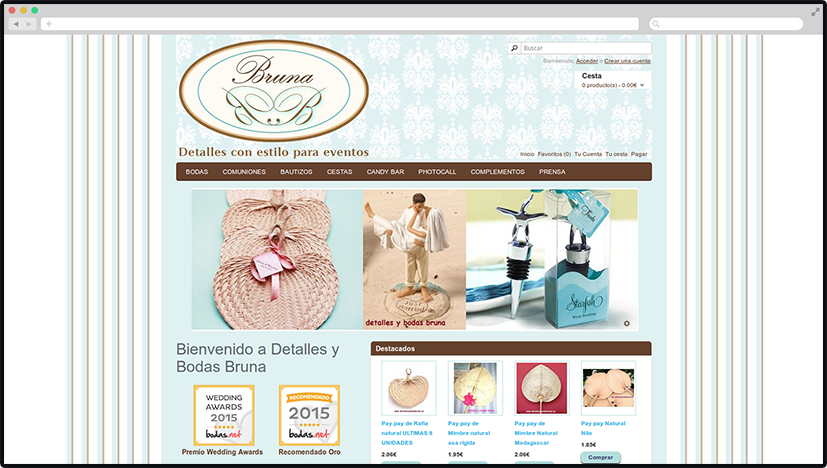 Buscar
Bienvenido, Acceder o Crear una cuenta
Cesta
0 producto(s) - 0.00€
Bruna
Detalles con estilo para eventos
Inicio Favoritos (0) Tu Cuenta Tu cesta Pagar
BODAS COMUNIONES BAUTIZOS CESTAS CANDY BAR PHOTOCALL COMPLEMENTOS PRENSA
Starfish
detalles y bodas bruna
Bienvenido a Detalles y
Bodas Bruna
WEDDING
AWARDS
2015
bodas.net
Premio Wedding Awards
RECOMENDADO
2015
bodas.net
Recomendado Oro
Destacados
Pay pay de Rafia
natural ULTIMAS 8
UNIDADES
2.06€
Pay pay de
Mimbre natural
asa rigida
1.95€
Pay pay de
Mimbre Natural
Madagascar
2.06€
Pay pay Natural
Nilo
1.85€
Comprar